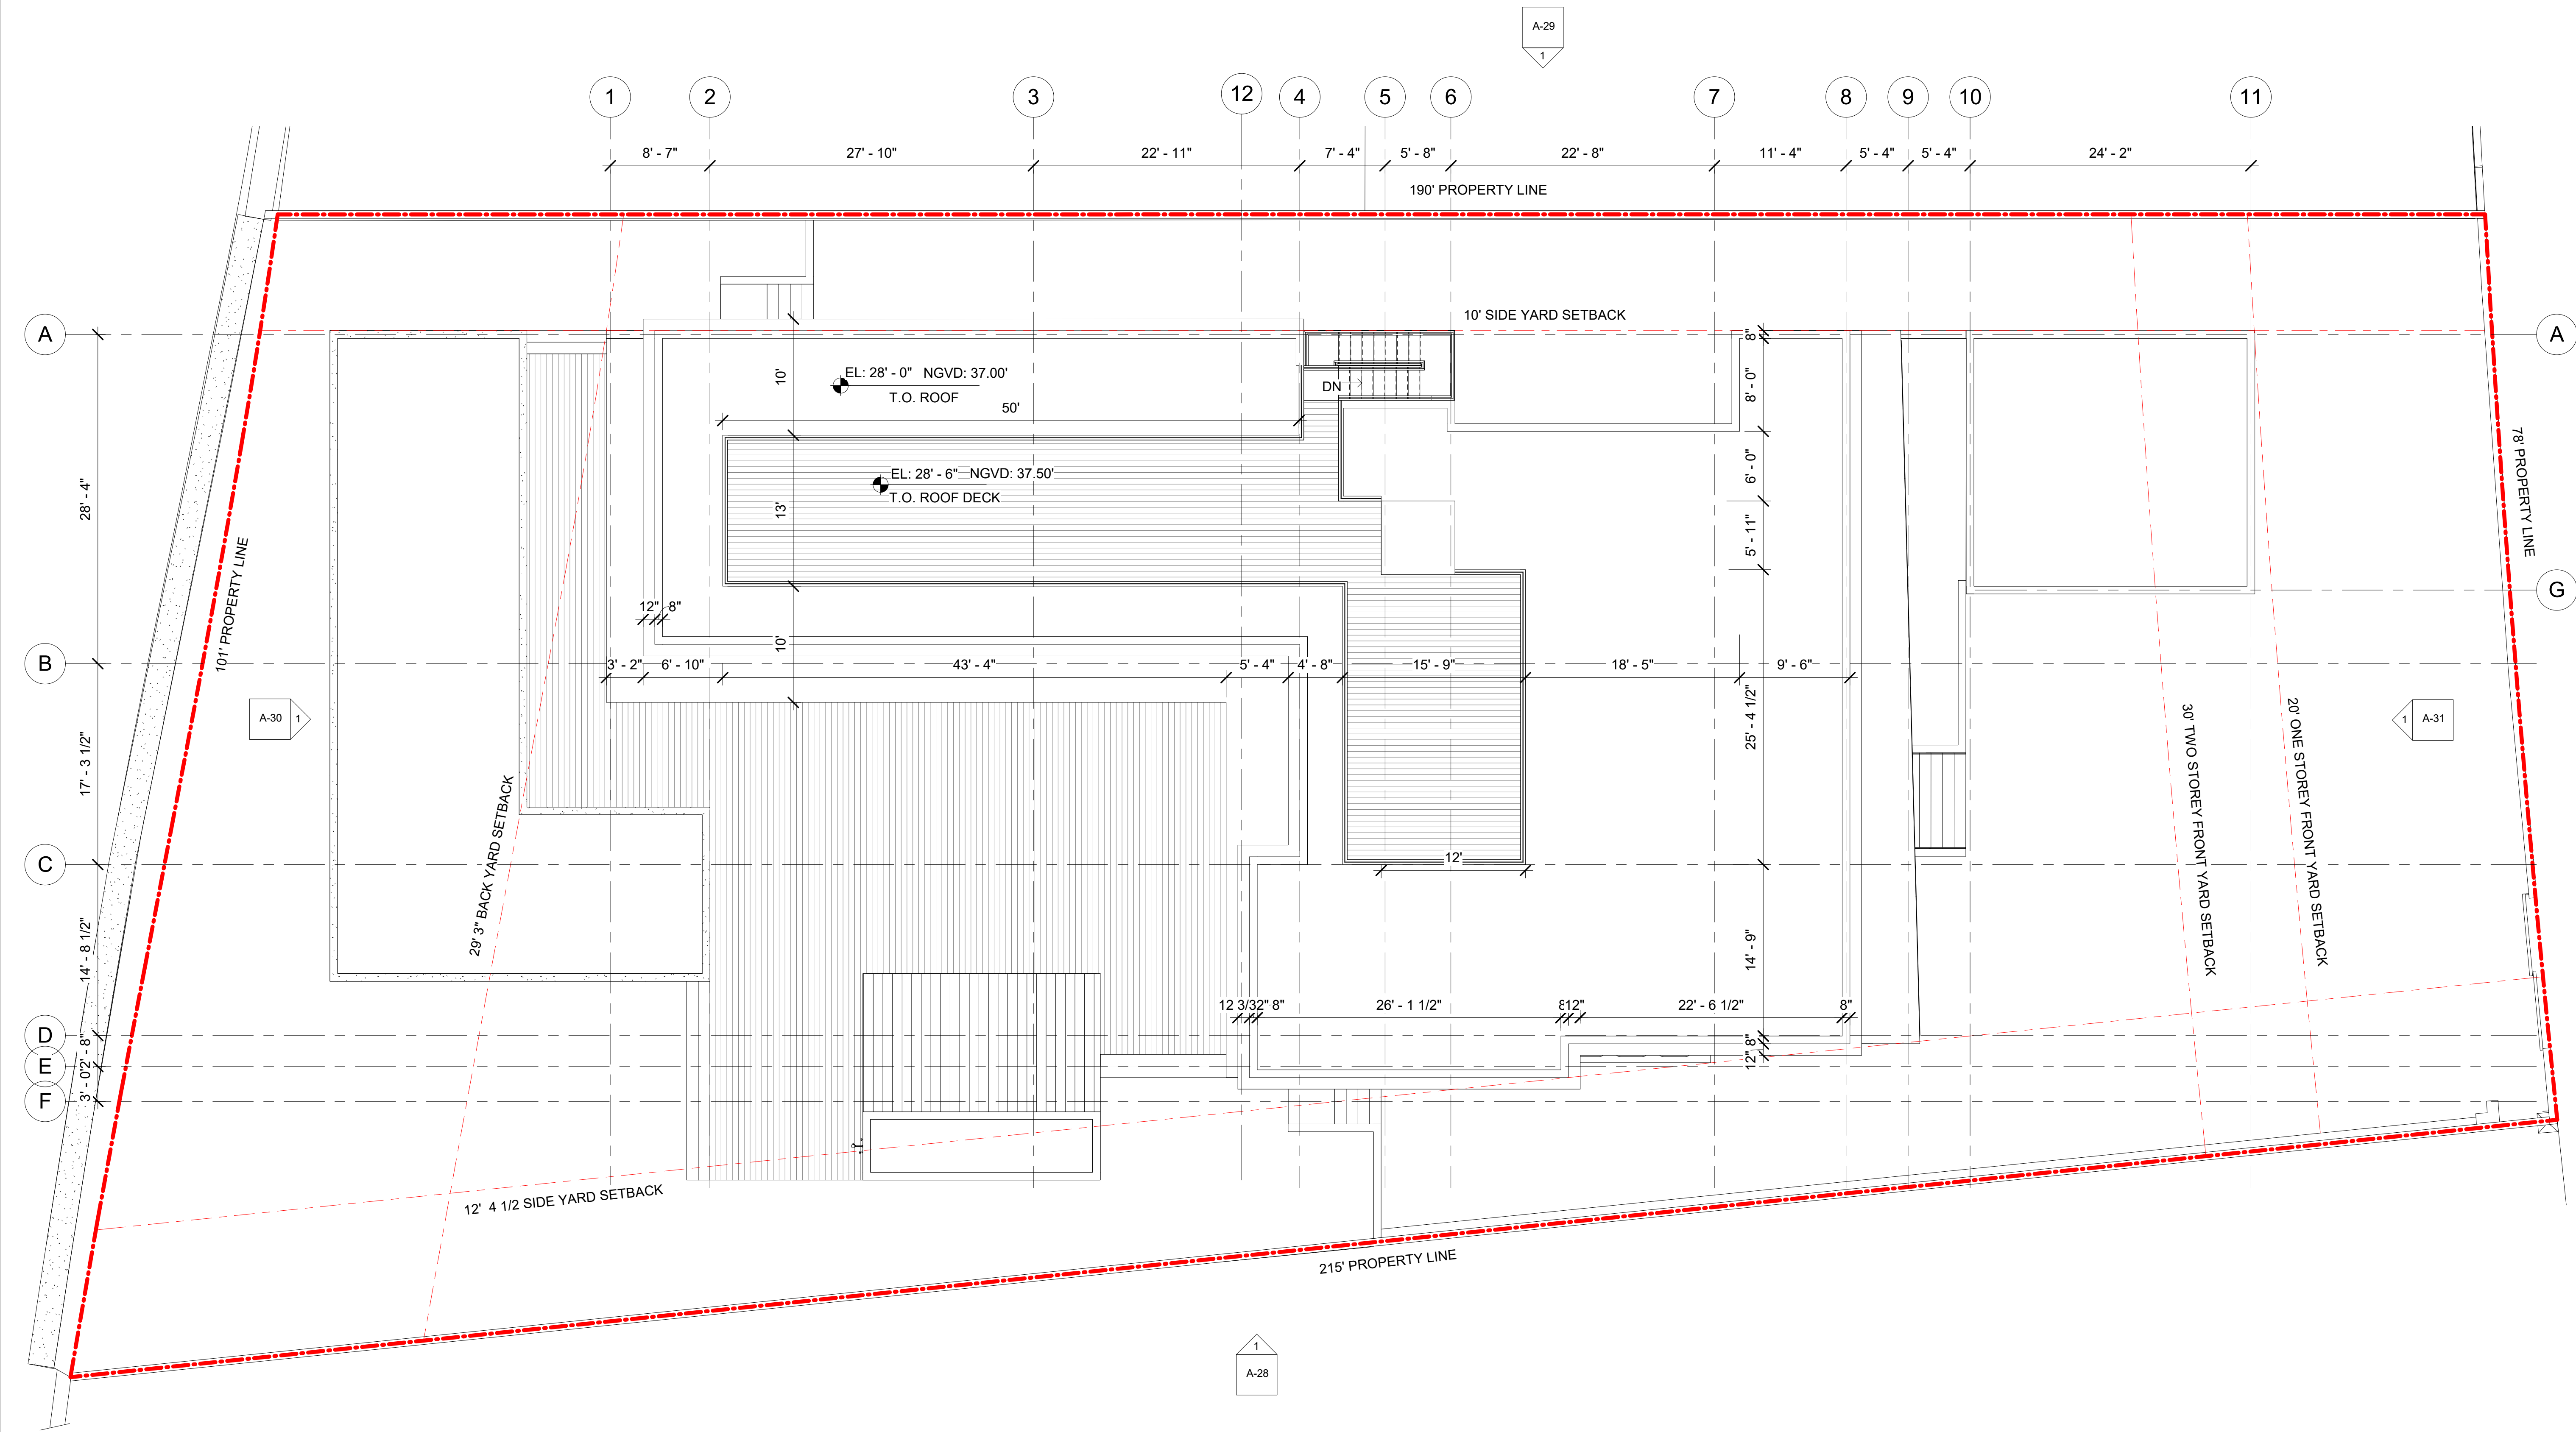 A-29
1
1
2
3
12
4
5
6
7
8
9
10
11
8' - 7"
27' - 10"
22' - 11"
7' - 4"
5' - 8"
22' - 8"
11' - 4"
5' - 4"
5' - 4"
24' - 2"
190' PROPERTY LINE
10' SIDE YARD SETBACK
A
A
8"
EL: 28' - 0" NGVD: 37.00'
T.O. ROOF
10'
DN
8' - 0"
50'
EL: 28' - 6" NGVD: 37.50'
T.O. ROOF DECK
13'
6' - 0"
28' - 4"
78' PROPERTY LINE
5' - 11"
101' PROPERTY LINE
G
12"
8"
10'
B
3' - 2"
6' - 10"
43' - 4"
5' - 4"
4' - 8"
15' - 9"
18' - 5"
9' - 6"
A-30
1
25' - 4 1/2"
30' TWO STOREY FRONT YARD SETBACK
20' ONE STOREY FRONT YARD SETBACK
1
A-31
17' - 3 1/2"
29' 3" BACK YARD SETBACK
C
12'
14' - 8 1/2"
14' - 9"
12 3/32"
8"
26' - 1 1/2"
8
12"
22' - 6 1/2"
8"
D
2' - 8"
8"
12"
E
3' - 0"
F
12' 4 1/2 SIDE YARD SETBACK
215' PROPERTY LINE
1
A-28